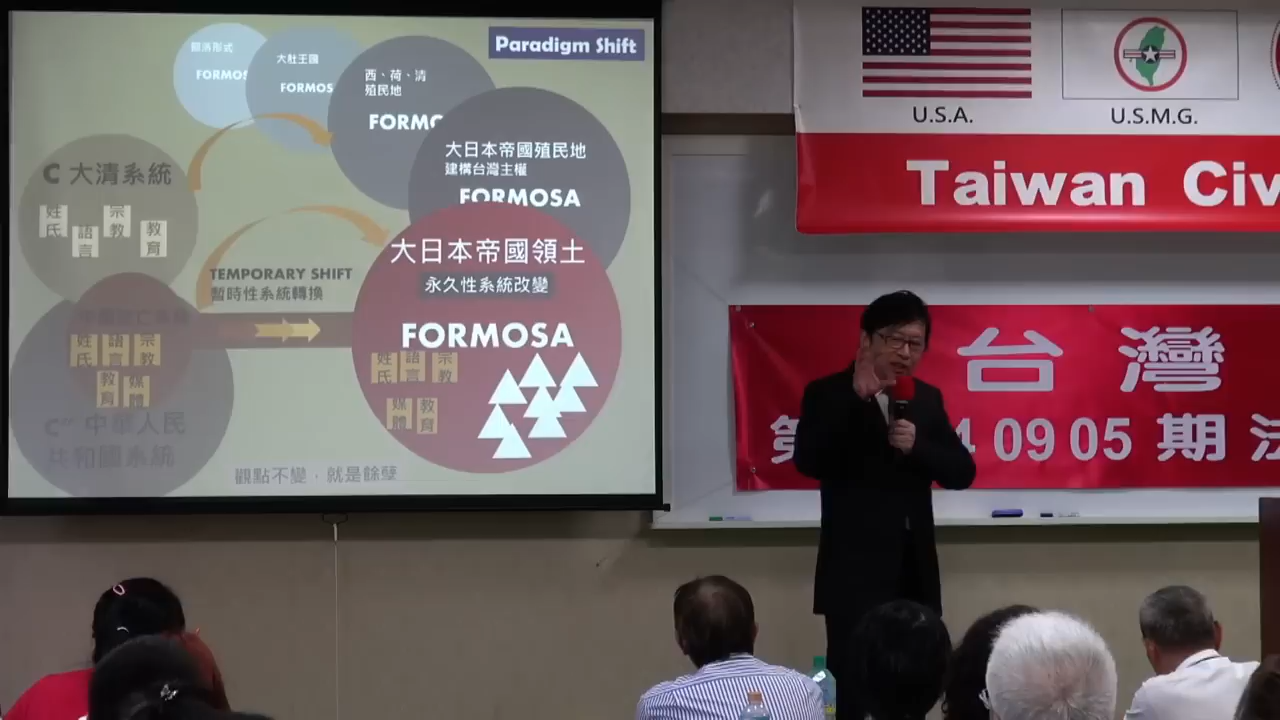 Paradigm Shift
FORMOS
大肚王國
FORMOS
西、荷、清
殖民地
FORMO
大日本帝國殖民地
建構台灣主權
FORMOSA
C 大清系統
姓氏
語言
宗教
教育
大日本帝國領土
永久性系統改變
TEMPORARY SHIFT
暫時性系統轉換
FORMOSA
姓氏
語言
宗教
媒體
教育
姓氏
語言
宗教
教育
媒體
中華人民
共和國系統
觀點不變，就是餘孽
U.S.A.
U.S.M.G.
Taiwan Civ
台灣
第
4 09 05 期 法